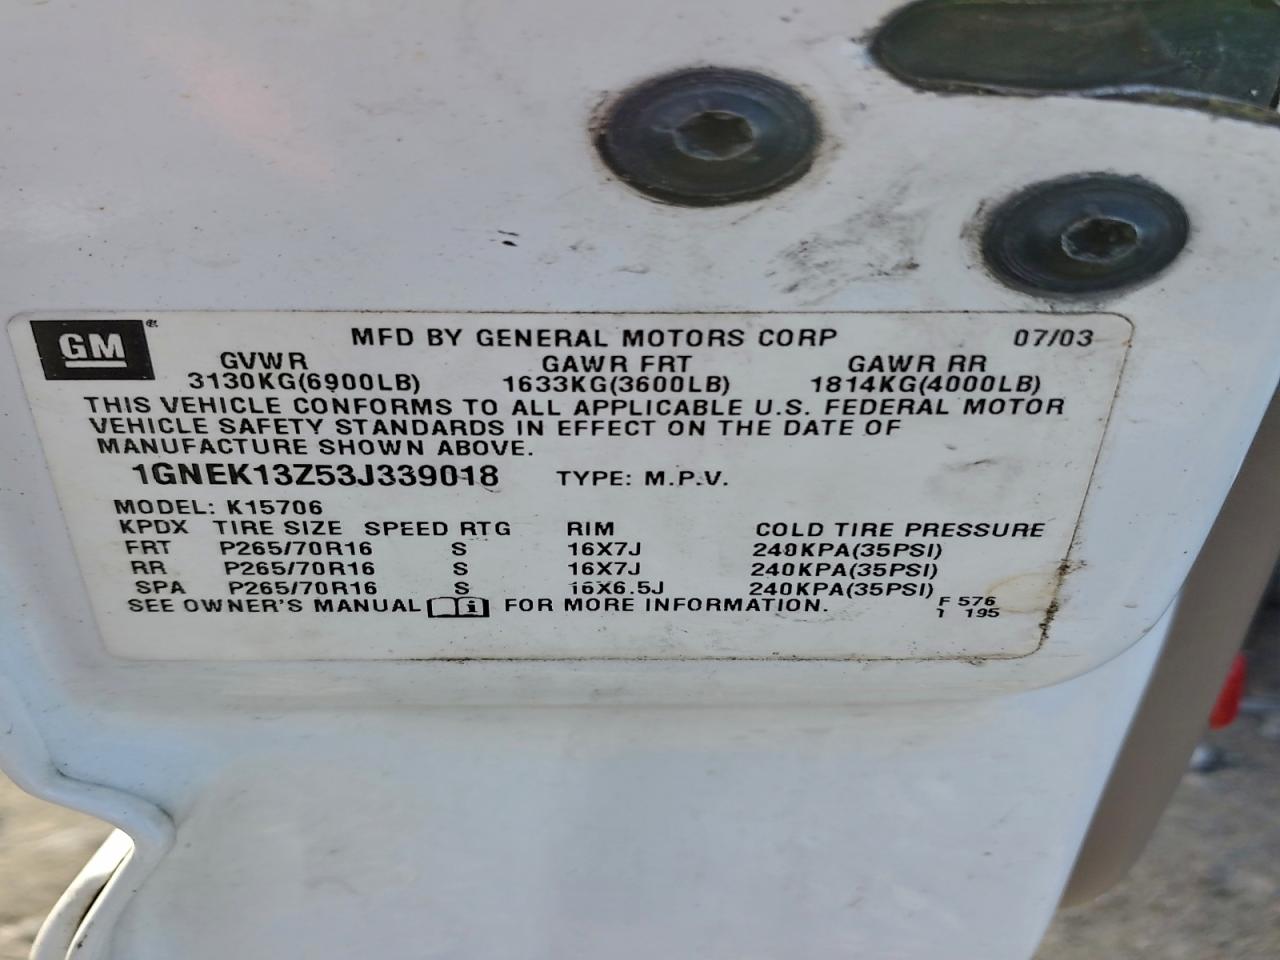 GM®
MFD BY GENERAL MOTORS CORP 07/03
GVWR GAWR FRT GAWR RR
3130KG(6900LB) 1633KG(3600LB) 1814KG(4000LB)
THIS VEHICLE CONFORMS TO ALL APPLICABLE U.S. FEDERAL MOTOR
VEHICLE SAFETY STANDARDS IN EFFECT ON THE DATE OF
MANUFACTURE SHOWN ABOVE.
1GNEK13Z53J339018 TYPE: M.P.V.
MODEL: K15706
KPDX TIRE SIZE SPEED RTG RIM COLD TIRE PRESSURE
FRT P265/70R16 S 16X7J 240KPA(35PSI)
RR P265/70R16 S 16X7J 240KPA(35PSI)
SPA P265/70R16 S 16X6.5J 240KPA(35PSI)
SEE OWNER'S MANUAL i FOR MORE INFORMATION. F 576
1 195